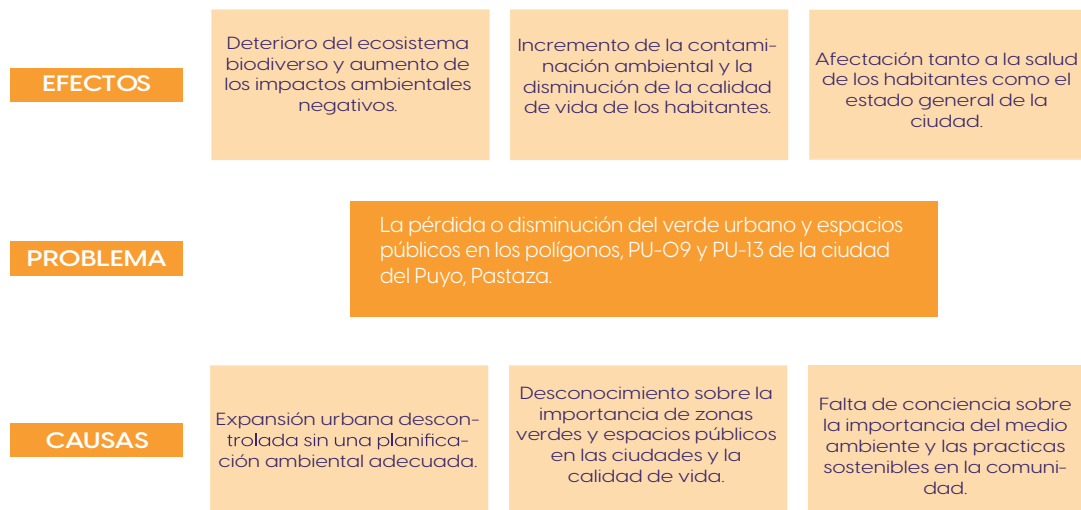 EFECTOS
Deterioro del ecosistema
biodiverso y aumento de
los impactos ambientales
negativos.
Incremento de la contami-
nación ambiental y la
disminución de la calidad
de vida de los habitantes.
Afectación tanto a la salud
de los habitantes como el
estado general de la
ciudad.
PROBLEMA
La pérdida o disminución del verde urbano y espacios
públicos en los polígonos, PU-09 y PU-13 de la ciudad
del Puyo, Pastaza.
CAUSAS
Expansión urbana descon-
trolada sin una planifica-
ción ambiental adecuada.
Desconocimiento sobre la
importancia de zonas
verdes y espacios públicos
en las ciudades y la
calidad de vida.
Falta de conciencia sobre
la importancia del medio
ambiente y las practicas
sostenibles en la comuni-
dad.